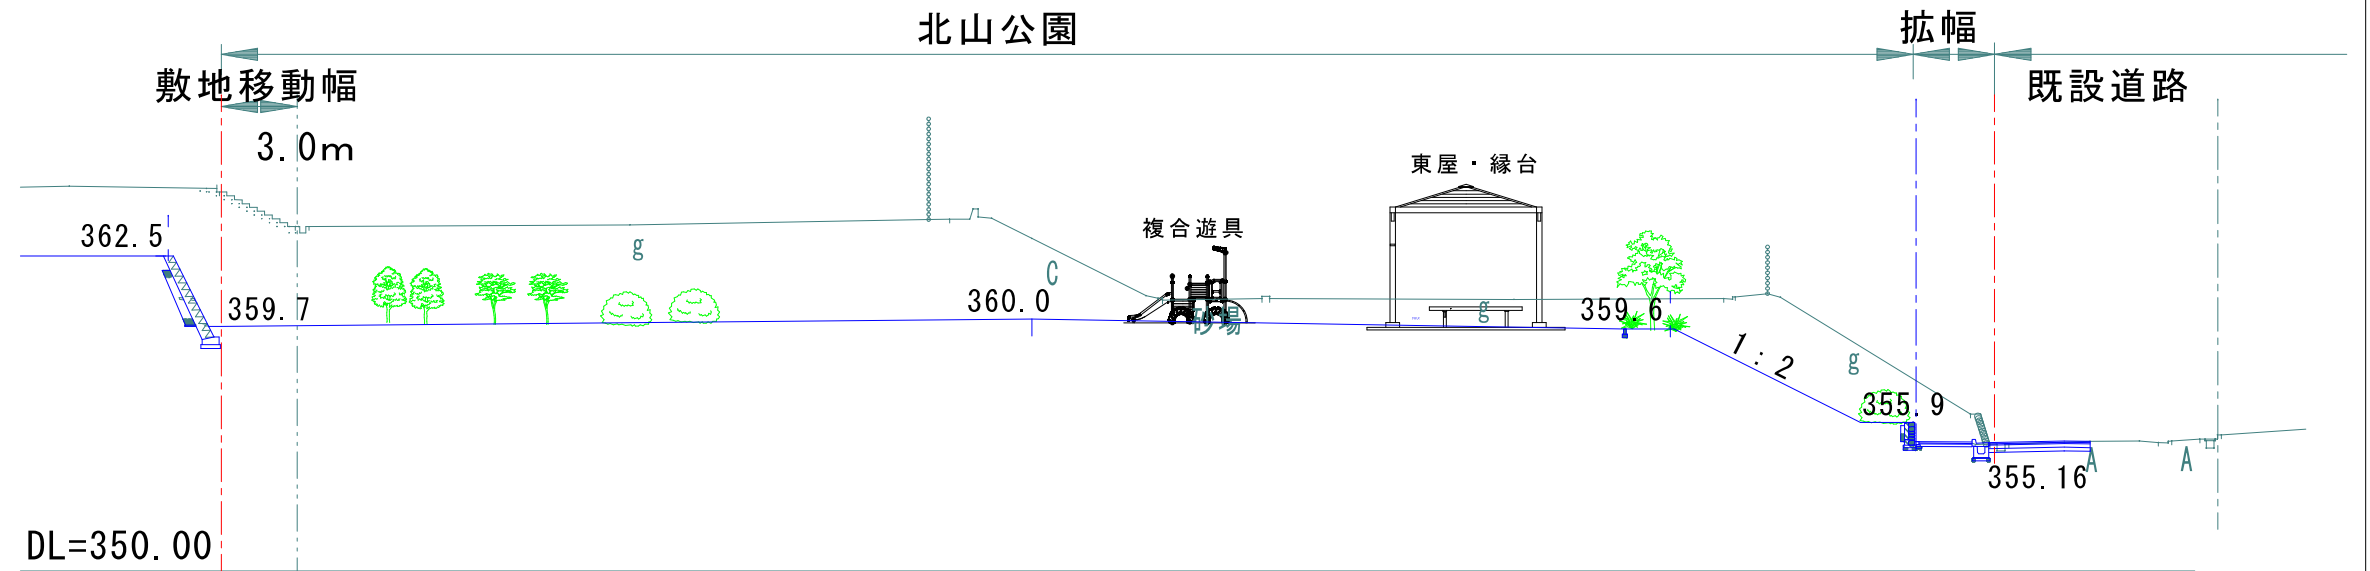 北山公園
拡幅
敷地移動幅
既設道路
3.0m
東屋・縁台
複合遊具
362.5
g
C
359.7
360.0
砂場
g
359.6
1:2
g
355.9
A
A
355.16
DL=350.00